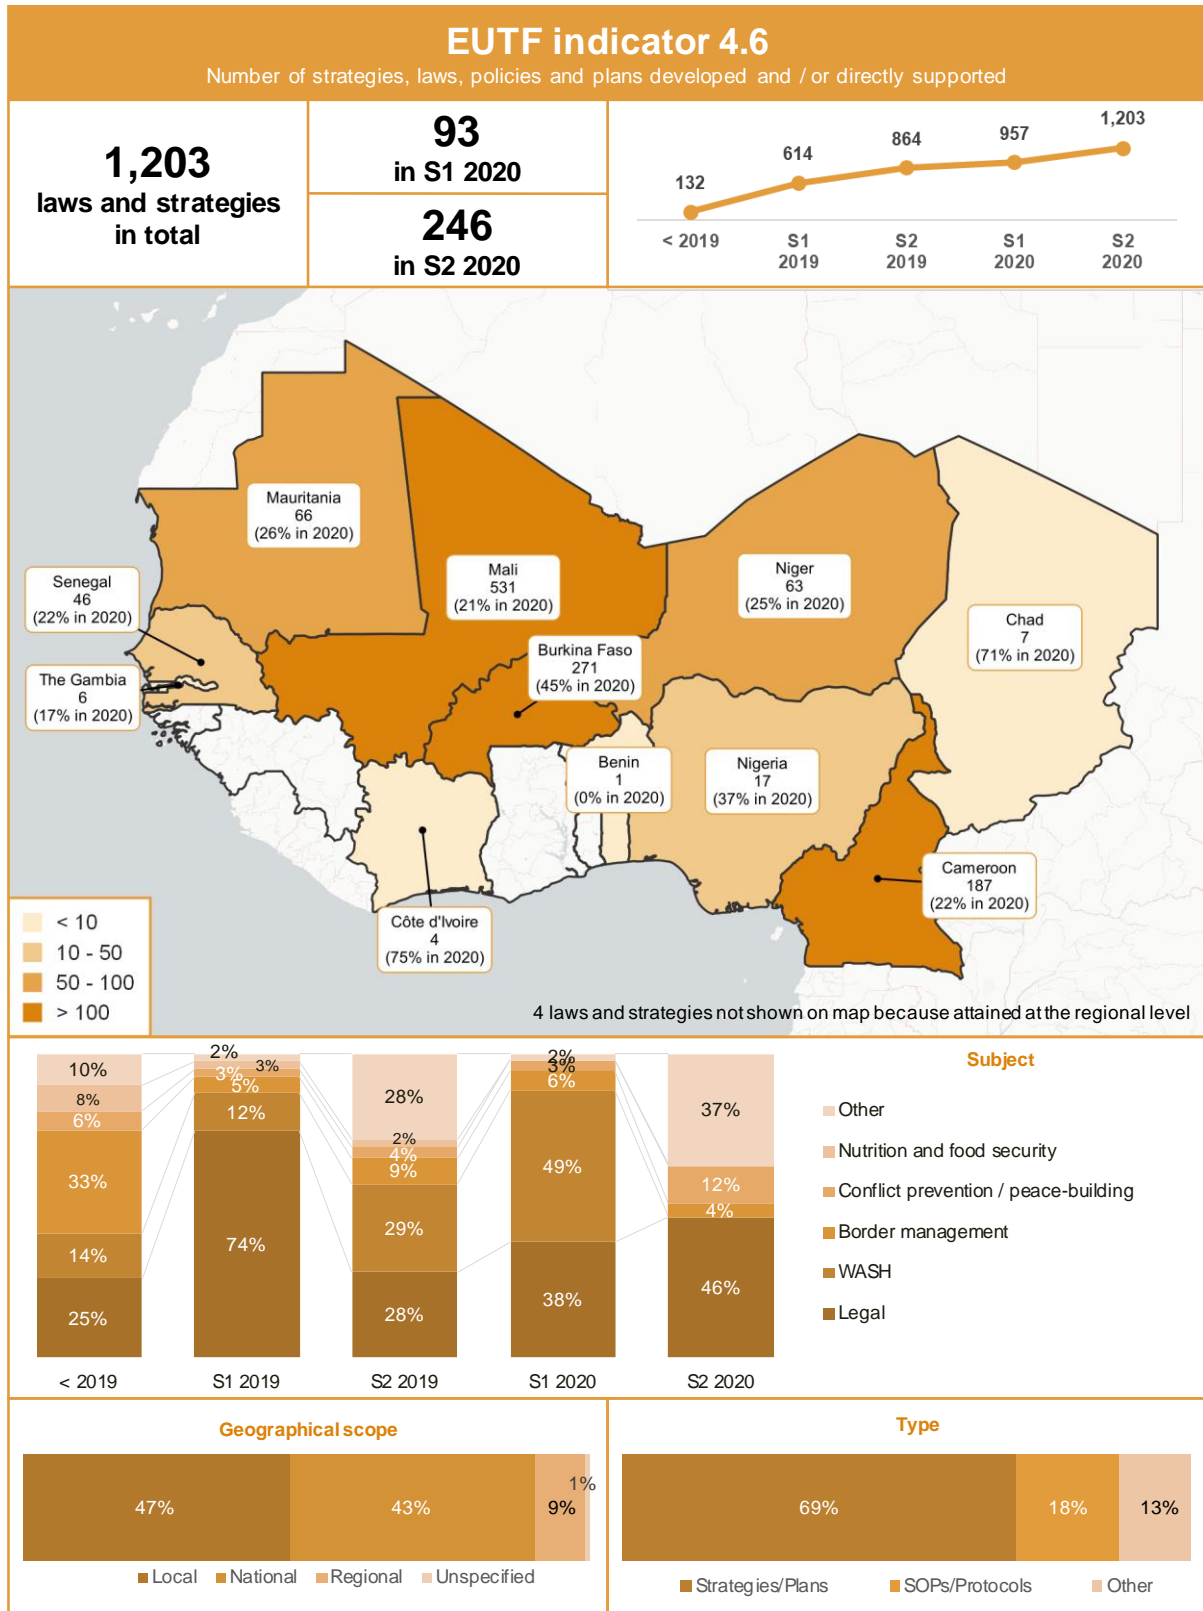 EUTF indicator 4.6
Number of strategies, laws, policies and plans developed and / or directly supported
1,203
laws and strategies
in total
93
in S1 2020
246
in S2 2020
132
614
864
957
1,203
< 2019
S1
2019
S2
2019
S1
2020
S2
2020
Mauritania
66
(26% in 2020)
Mali
531
(21% in 2020)
Niger
63
(25% in 2020)
Chad
7
(71% in 2020)
Senegal
46
(22% in 2020)
The Gambia
6
(17% in 2020)
Burkina Faso
271
(45% in 2020)
Benin
1
(0% in 2020)
Nigeria
17
(37% in 2020)
Cameroon
187
(22% in 2020)
Côte d'Ivoire
4
(75% in 2020)
< 10
10 - 50
50 - 100
> 100
4 laws and strategies not shown on map because attained at the regional level
10%
8%
6%
33%
14%
25%
2%
3%
3%
5%
12%
74%
28%
2%
4%
9%
29%
28%
2%
3%
6%
49%
38%
37%
12%
4%
46%
< 2019
S1 2019
S2 2019
S1 2020
S2 2020
Subject
Other
Nutrition and food security
Conflict prevention / peace-building
Border management
WASH
Legal
Geographical scope
47%
43%
9%
1%
Local
National
Regional
Unspecified
Type
69%
18%
13%
Strategies/Plans
SOPs/Protocols
Other